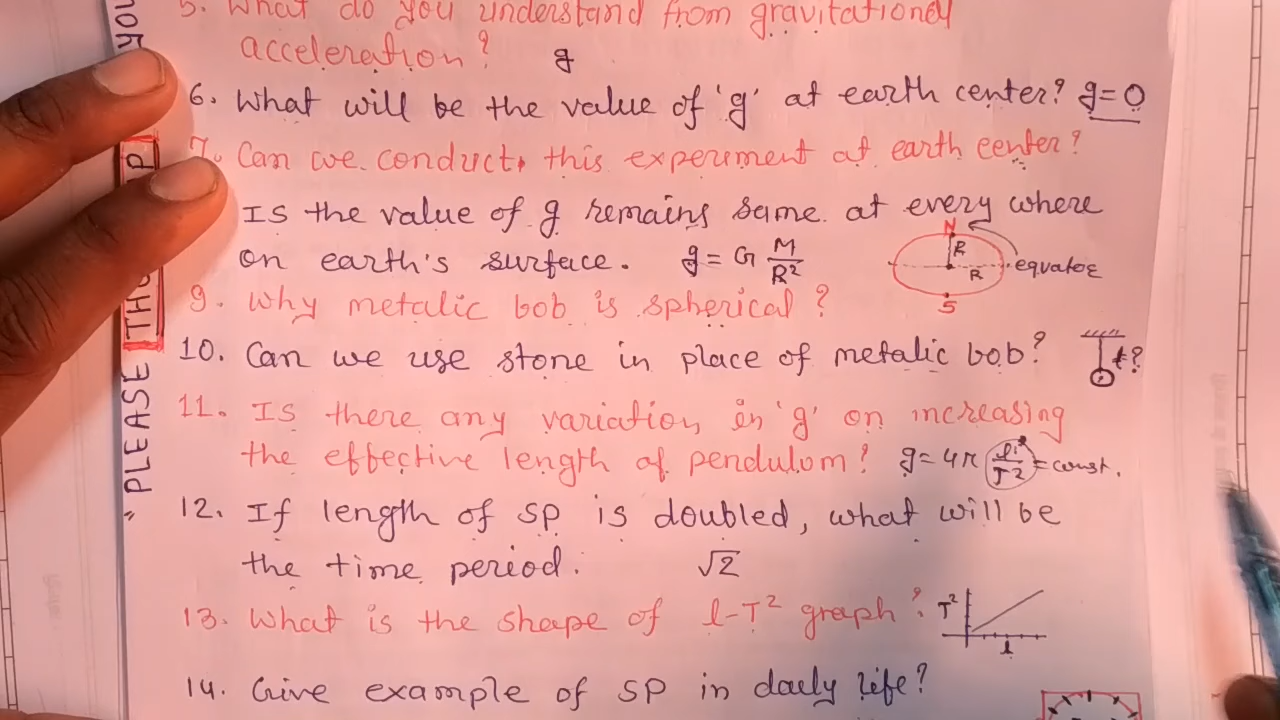 5. What do you understand from gravitational
acceleration? g
6. What will be the value of 'g' at earth center? g=0
7. Can we conduct this experiment at earth center?
Is the value of g remains same at every where
on earth's surface. g = G M/R²
N
R
R
equator
S
9. Why metalic bob is spherical?
10. Can we use stone in place of metalic bob? t?
11. Is there any variation in 'g' on increasing
the effective length of pendulom? g = 4π l/T² = const.
12. If length of SP is doubled, what will be
the time period. √2
13. What is the shape of l-T² graph? T²
l
14. Give example of SP in daily life?
"PLEASE